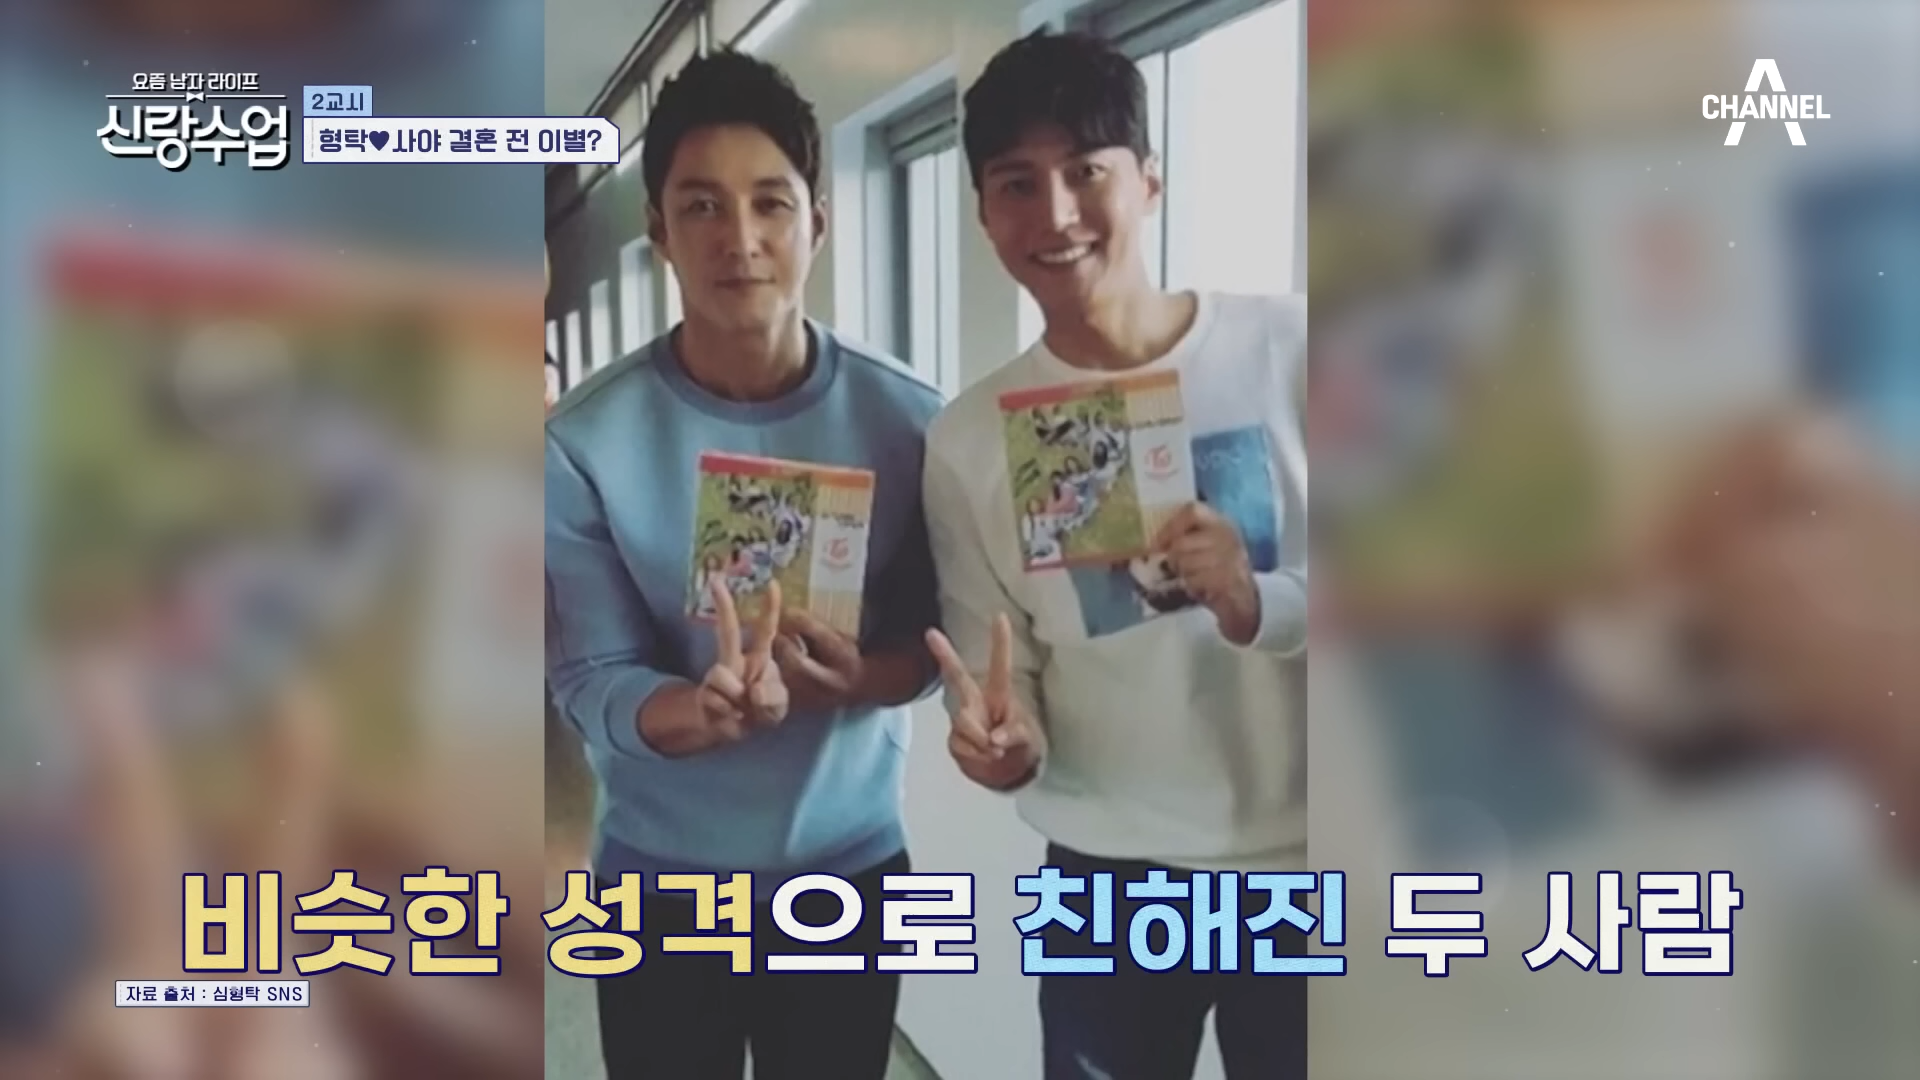 요즘 남자 라이프
신랑수업
2교시
형탁♥사야 결혼 전 이별?
CHANNEL A
비슷한 성격으로 친해진 두 사람
자료 출처 : 심형탁 SNS